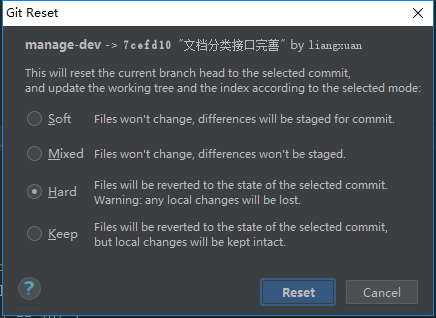 Git Reset
manage-dev -> 7cefd10 "文档分类接口完善" by liangxuan
This will reset the current branch head to the selected commit,
and update the working tree and the index according to the selected mode:
Soft Files won't change, differences will be staged for commit.
Mixed Files won't change, differences won't be staged.
Hard Files will be reverted to the state of the selected commit.
Warning: any local changes will be lost.
Keep Files will be reverted to the state of the selected commit,
but local changes will be kept intact.
? Reset Cancel